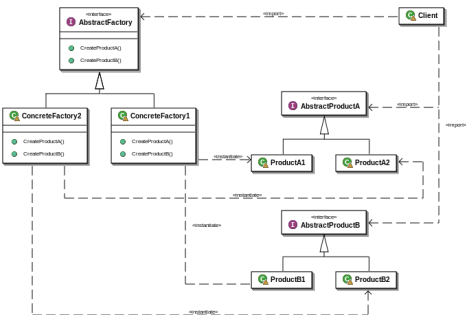 «interface»
AbstractFactory
CreateProductA()
CreateProductB()
«import»
Client
ConcreteFactory2
CreateProductA()
CreateProductB()
ConcreteFactory1
CreateProductA()
CreateProductB()
«interface»
AbstractProductA
«import»
«import»
«instantiate»
ProductA1
ProductA2
«instantiate»
«interface»
AbstractProductB
«instantiate»
ProductB1
ProductB2
«instantiate»